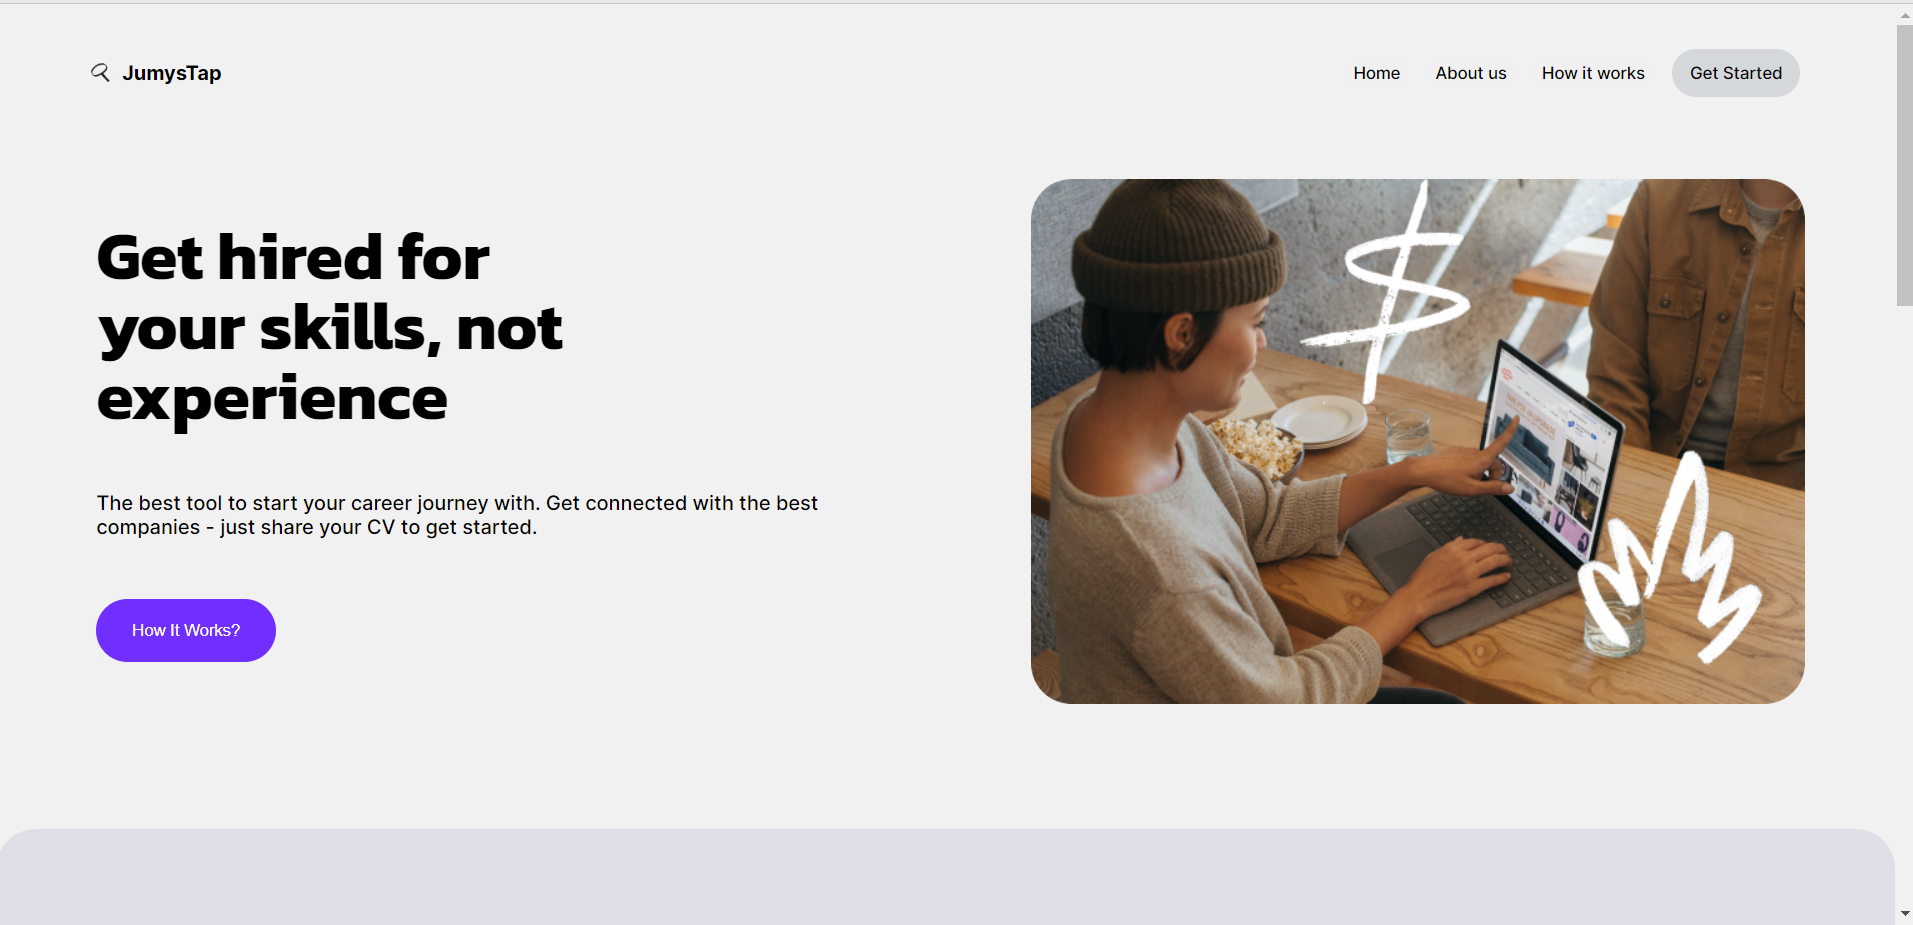 JumysTap
Home
About us
How it works
Get Started
Get hired for
your skills, not
experience
The best tool to start your career journey with. Get connected with the best
companies - just share your CV to get started.
How It Works?
$